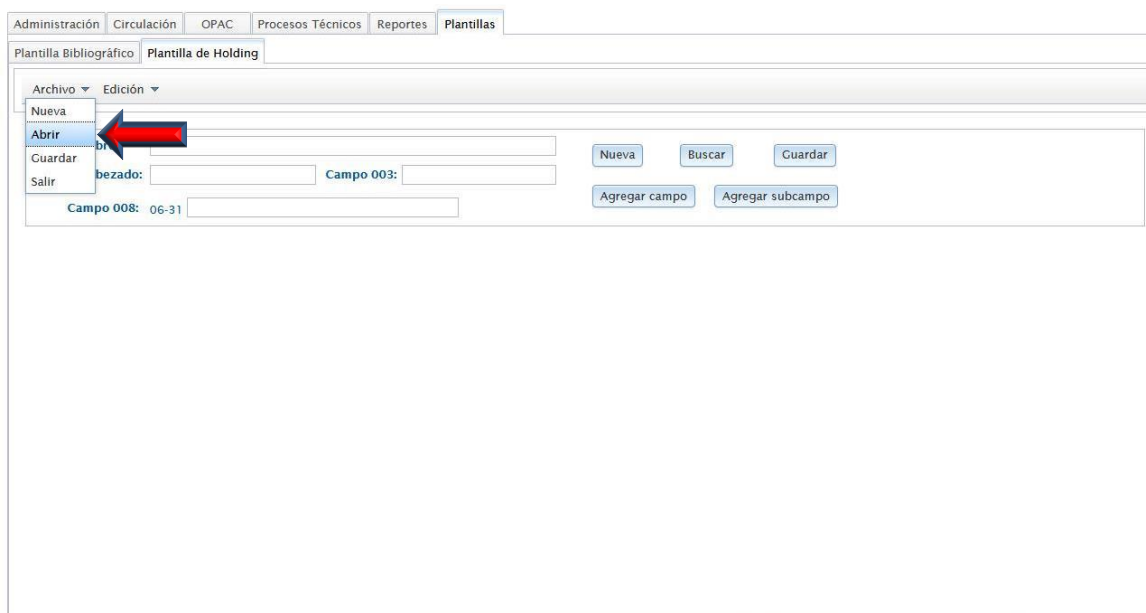 Administración Circulación OPAC Procesos Técnicos Reportes Plantillas
Plantilla Bibliográfico Plantilla de Holding
Archivo Edición
Nueva
Abrir
Guardar
Salir
bezado:
Campo 003:
Campo 008: 06-31
Nueva Buscar Guardar
Agregar campo Agregar subcampo